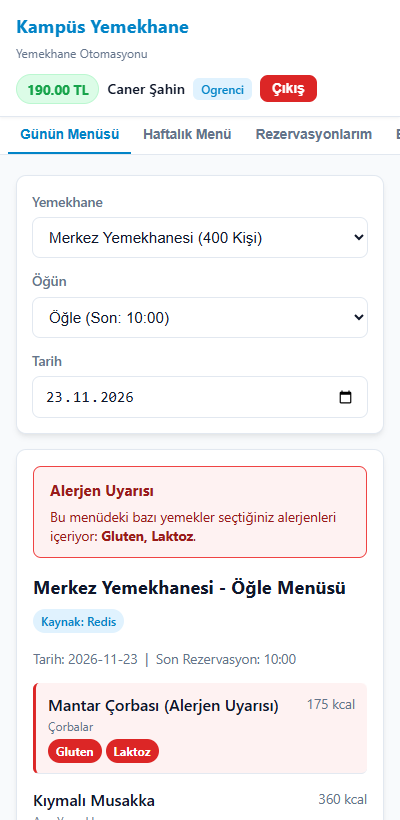 Kampüs Yemekhane
Yemekhane Otomasyonu
190.00 TL Caner Şahin Ogrenci Çıkış
Günün Menüsü Haftalık Menü Rezervasyonlarım
Yemekhane
Merkez Yemekhanesi (400 Kişi)
Öğün
Öğle (Son: 10:00)
Tarih
23.11.2026
Alerjen Uyarısı
Bu menüdeki bazı yemekler seçtiğiniz alerjenleri
içeriyor: Gluten, Laktoz.
Merkez Yemekhanesi - Öğle Menüsü
Kaynak: Redis
Tarih: 2026-11-23 | Son Rezervasyon: 10:00
Mantar Çorbası (Alerjen Uyarısı) 175 kcal
Çorbalar
Gluten Laktoz
Kıymalı Musakka 360 kcal